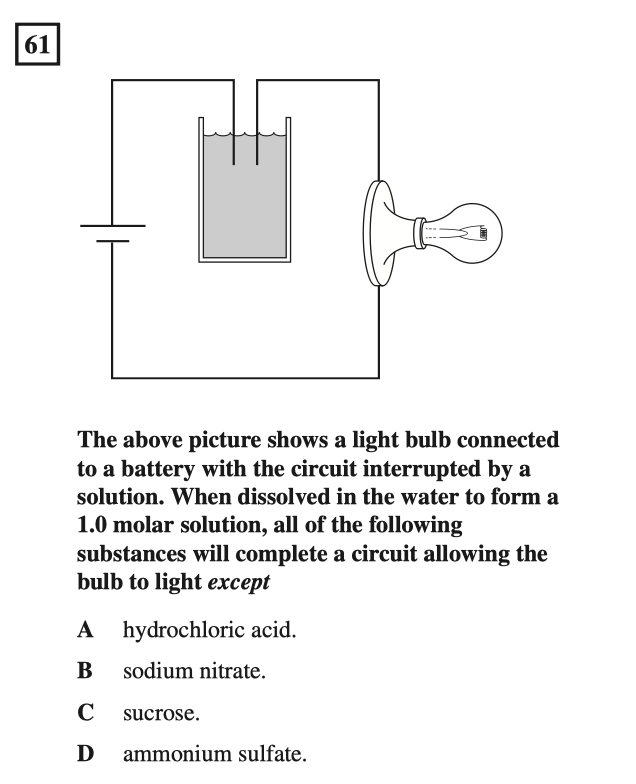 61
The above picture shows a light bulb connected
to a battery with the circuit interrupted by a
solution. When dissolved in the water to form a
1.0 molar solution, all of the following
substances will complete a circuit allowing the
bulb to light except
A hydrochloric acid.
B sodium nitrate.
C sucrose.
D ammonium sulfate.